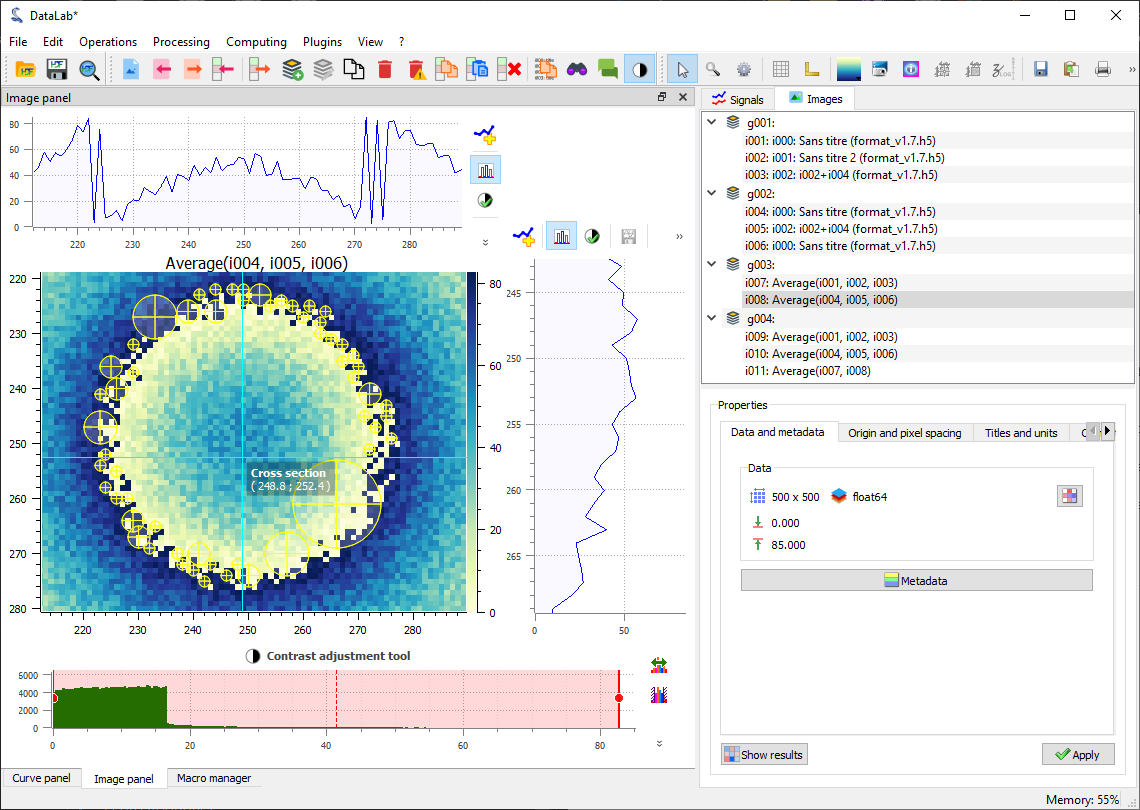 DataLab*
File Edit Operations Processing Computing Plugins View ?
Image panel
80
60
40
20
0
220 230 240 250 260 270 280
Average(i004, i005, i006)
220
230
240
250
260
270
280
220 230 240 250 260 270 280
80
60
40
20
0
Cross section
( 248.8 ; 252.4 )
245
250
255
260
265
0 50
Contrast adjustment tool
6000
4000
2000
0
0 20 40 60 80
Curve panel Image panel Macro manager
Signals Images
g001:
i001: i000: Sans titre (format_v1.7.h5)
i002: i001: Sans titre 2 (format_v1.7.h5)
i003: i002: i002+i004 (format_v1.7.h5)
g002:
i004: i000: Sans titre (format_v1.7.h5)
i005: i002: i002+i004 (format_v1.7.h5)
i006: i000: Sans titre (format_v1.7.h5)
g003:
i007: Average(i001, i002, i003)
i008: Average(i004, i005, i006)
g004:
i009: Average(i001, i002, i003)
i010: Average(i004, i005, i006)
i011: Average(i007, i008)
Properties
Data and metadata Origin and pixel spacing Titles and units
Data
500 x 500 float64
0.000
85.000
Metadata
Show results Apply
Memory: 55%